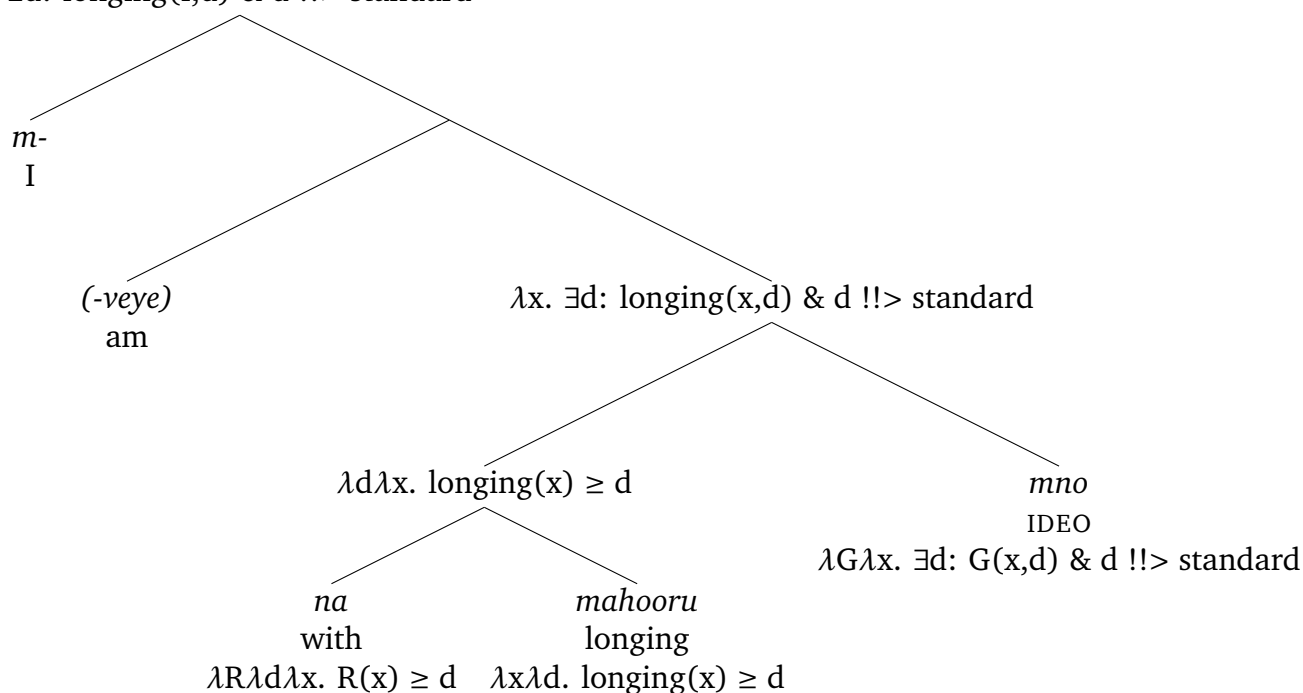 ∃d: longing(I,d) & d !!> standard
m-
I
(-veye)
am
λx. ∃d: longing(x,d) & d !!> standard
λdλx. longing(x) ≥ d
mno
IDEO
λGλx. ∃d: G(x,d) & d !!> standard
na
with
λRλdλx. R(x) ≥ d
mahooru
longing
λxλd. longing(x) ≥ d